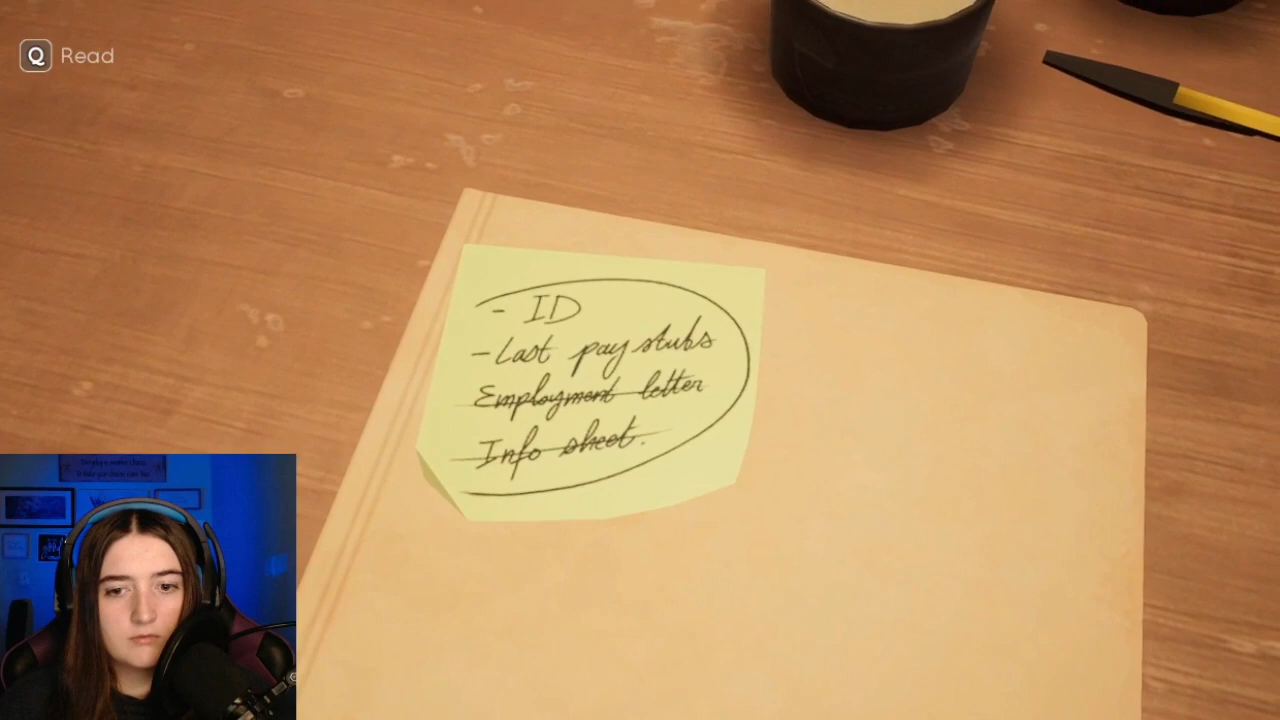 Q Read
- ID
- Last pay stubs
Employment letter
Info sheet.